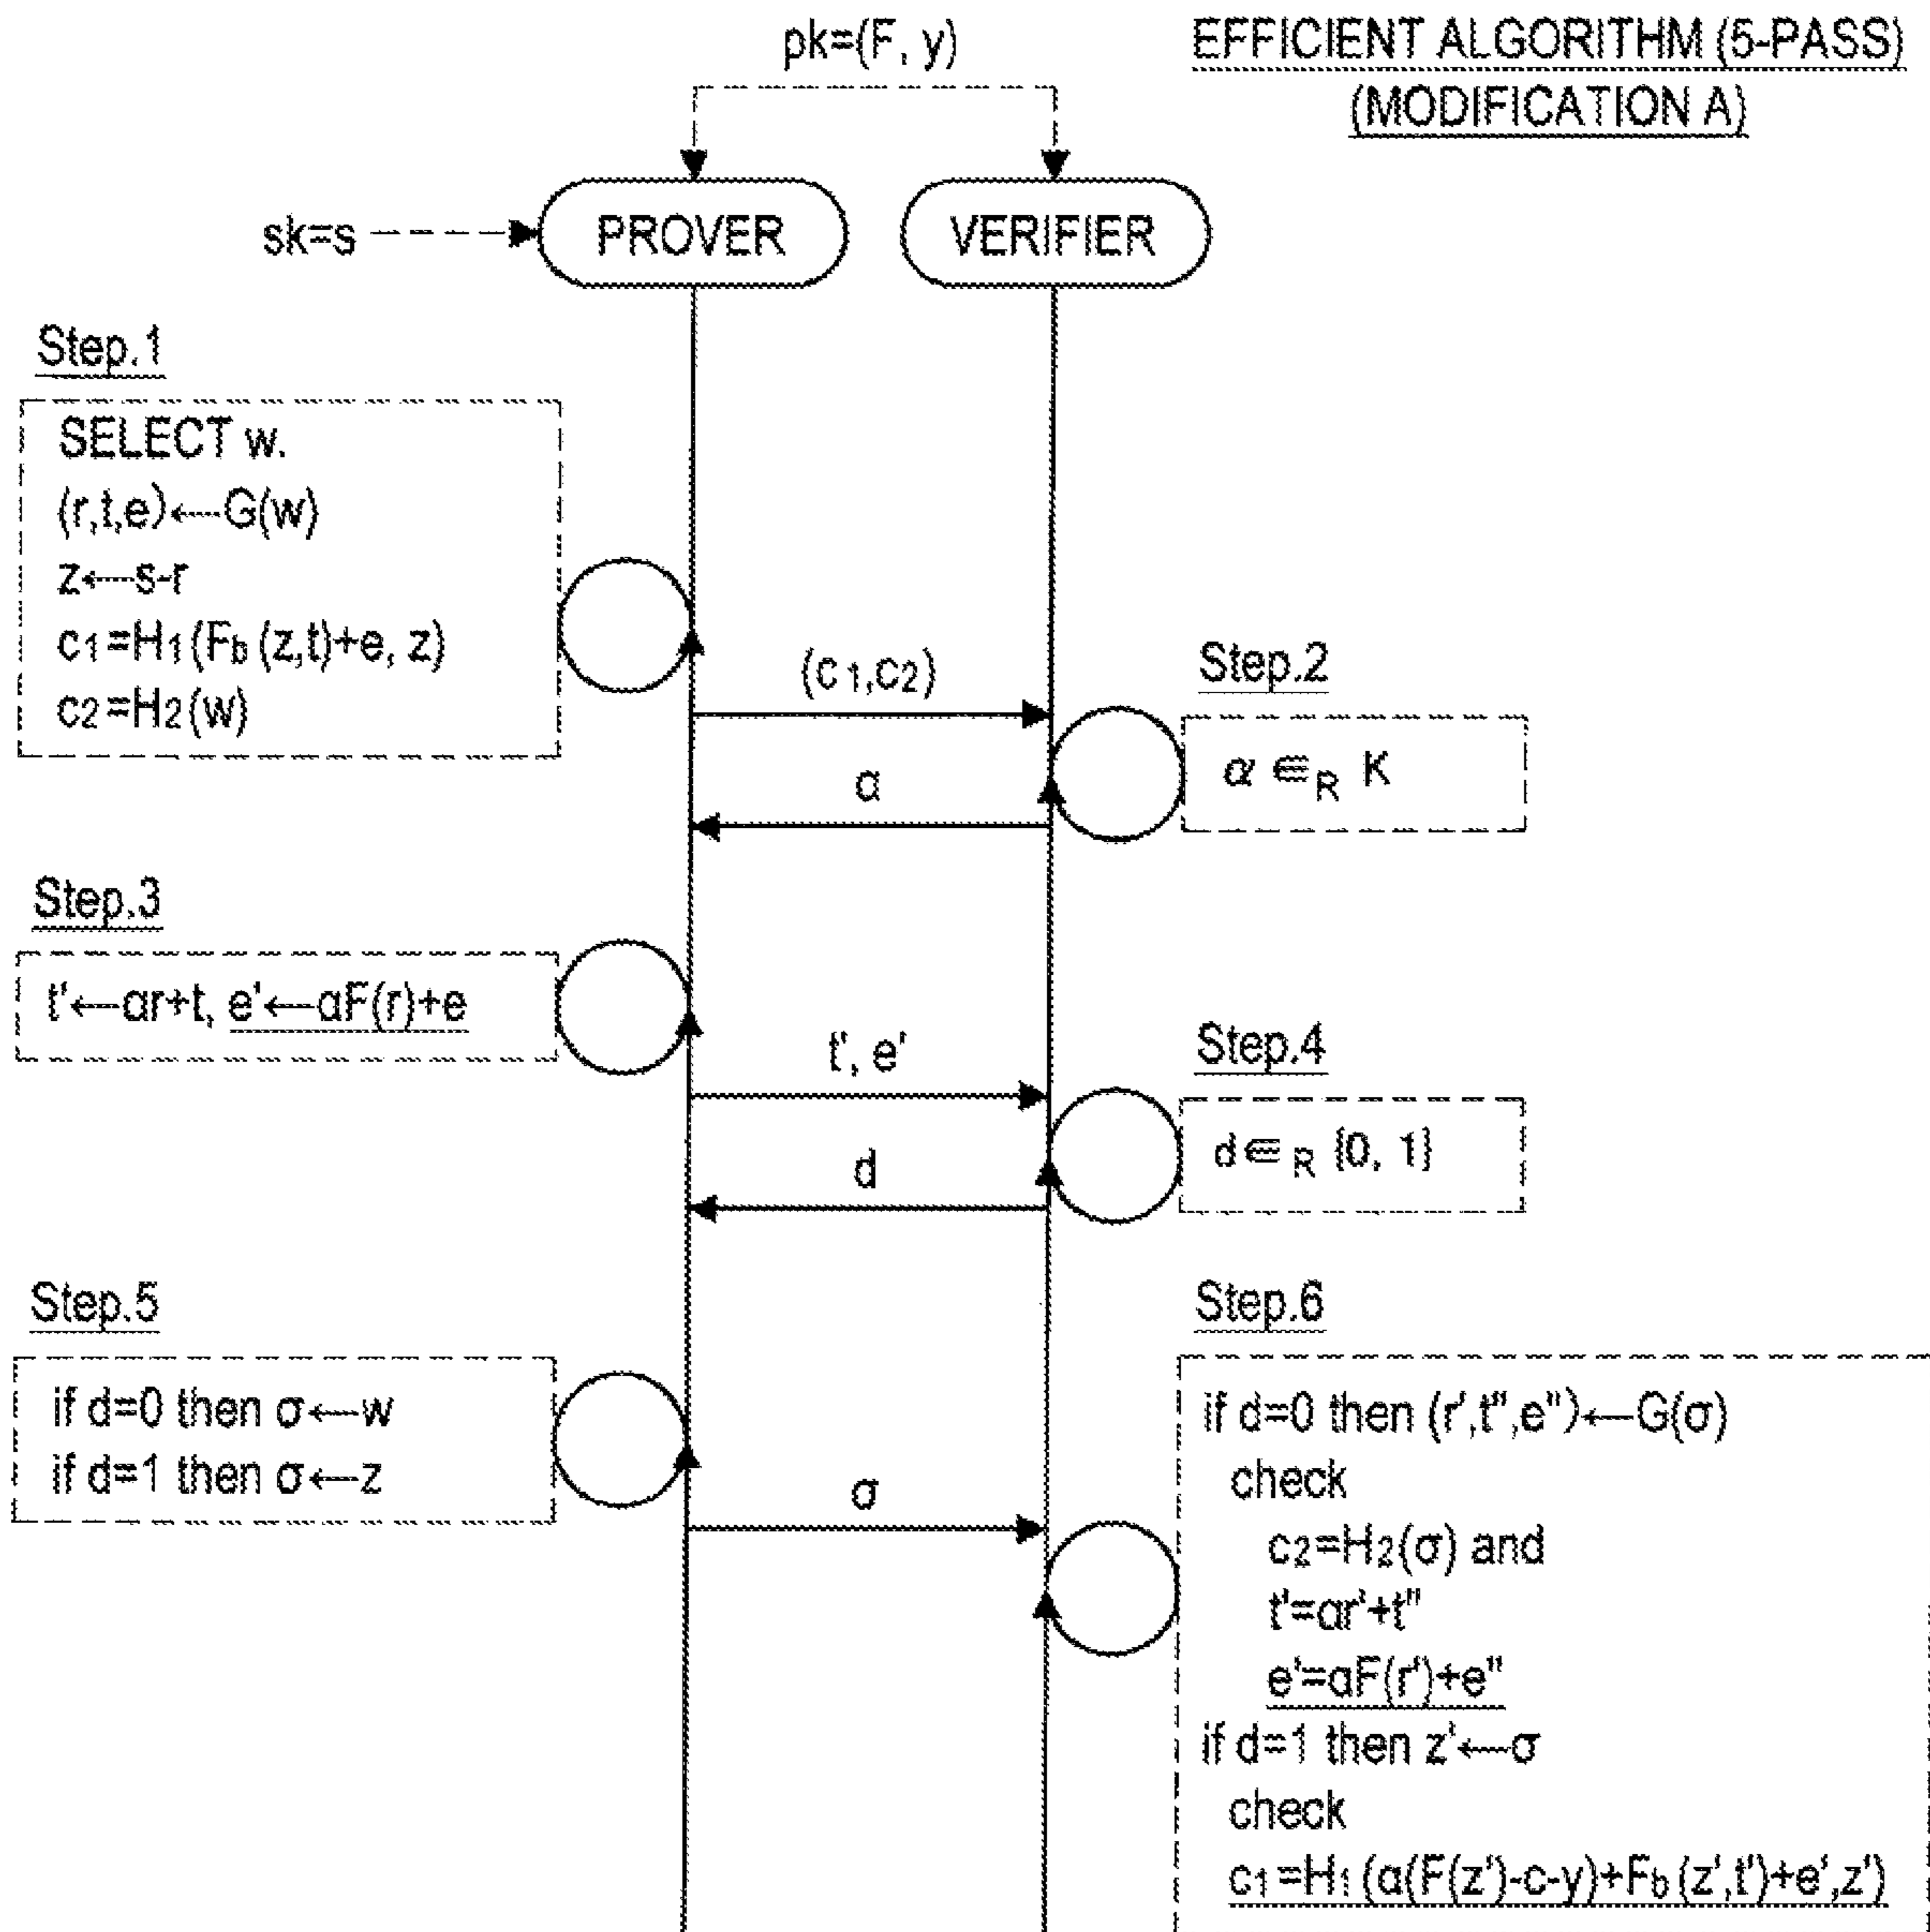 EFFICIENT ALGORITHM (5-PASS)
(MODIFICATION A)
pk=(F, y)
sk=s
PROVER
VERIFIER
Step.1
SELECT w.
(r,t,e)←G(w)
z←s-r
c1=H1(Fb(z,t)+e, z)
c2=H2(w)
(c1,c2)
Step.2
α ∈R K
α
Step.3
t'←αr+t, e'←αF(r)+e
t', e'
Step.4
d∈R {0, 1}
d
Step.5
if d=0 then σ←w
if d=1 then σ←z
σ
Step.6
if d=0 then (r',t'',e'')←G(σ)
check
c2=H2(σ) and
t'=αr'+t''
e'=αF(r')+e''
if d=1 then z'←σ
check
c1=H1(α(F(z')-c-y)+Fb(z',t')+e',z')